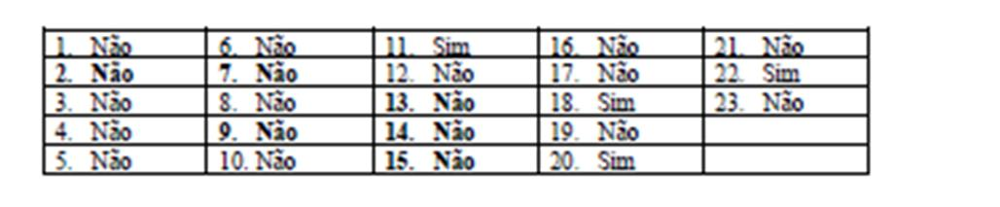 1. Não 6. Não 11. Sim 16. Não 21. Não
2. Não 7. Não 12. Não 17. Não 22. Sim
3. Não 8. Não 13. Não 18. Sim 23. Não
4. Não 9. Não 14. Não 19. Não
5. Não 10. Não 15. Não 20. Sim